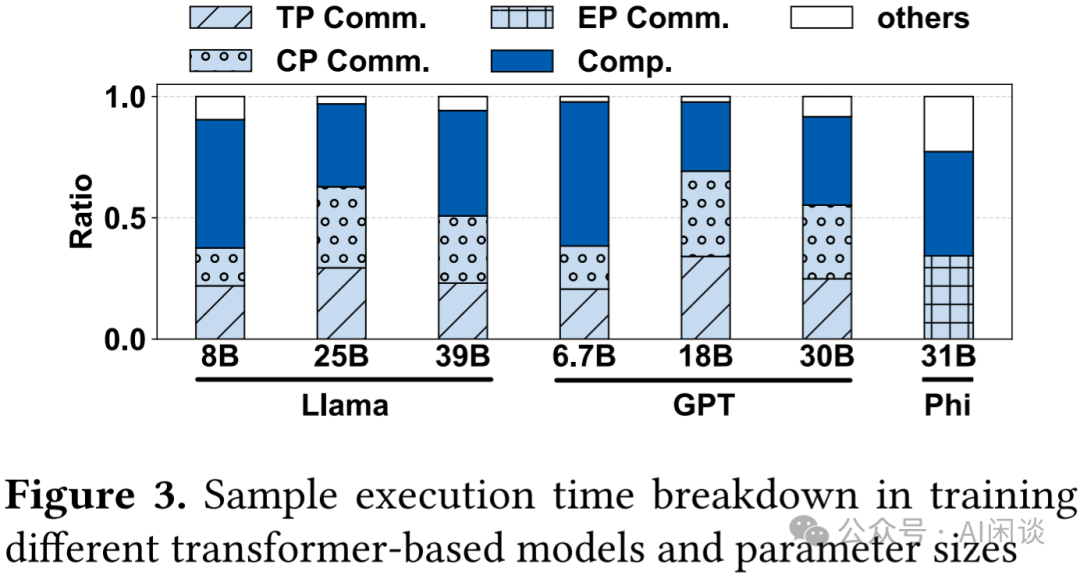 TP Comm. EP Comm. others
CP Comm. Comp.
1.0
0.5
0.0
Ratio
8B 25B 39B 6.7B 18B 30B 31B
Llama GPT Phi
Figure 3. Sample execution time breakdown in training
different transformer-based models and parameter sizes
公众号·AI闲谈